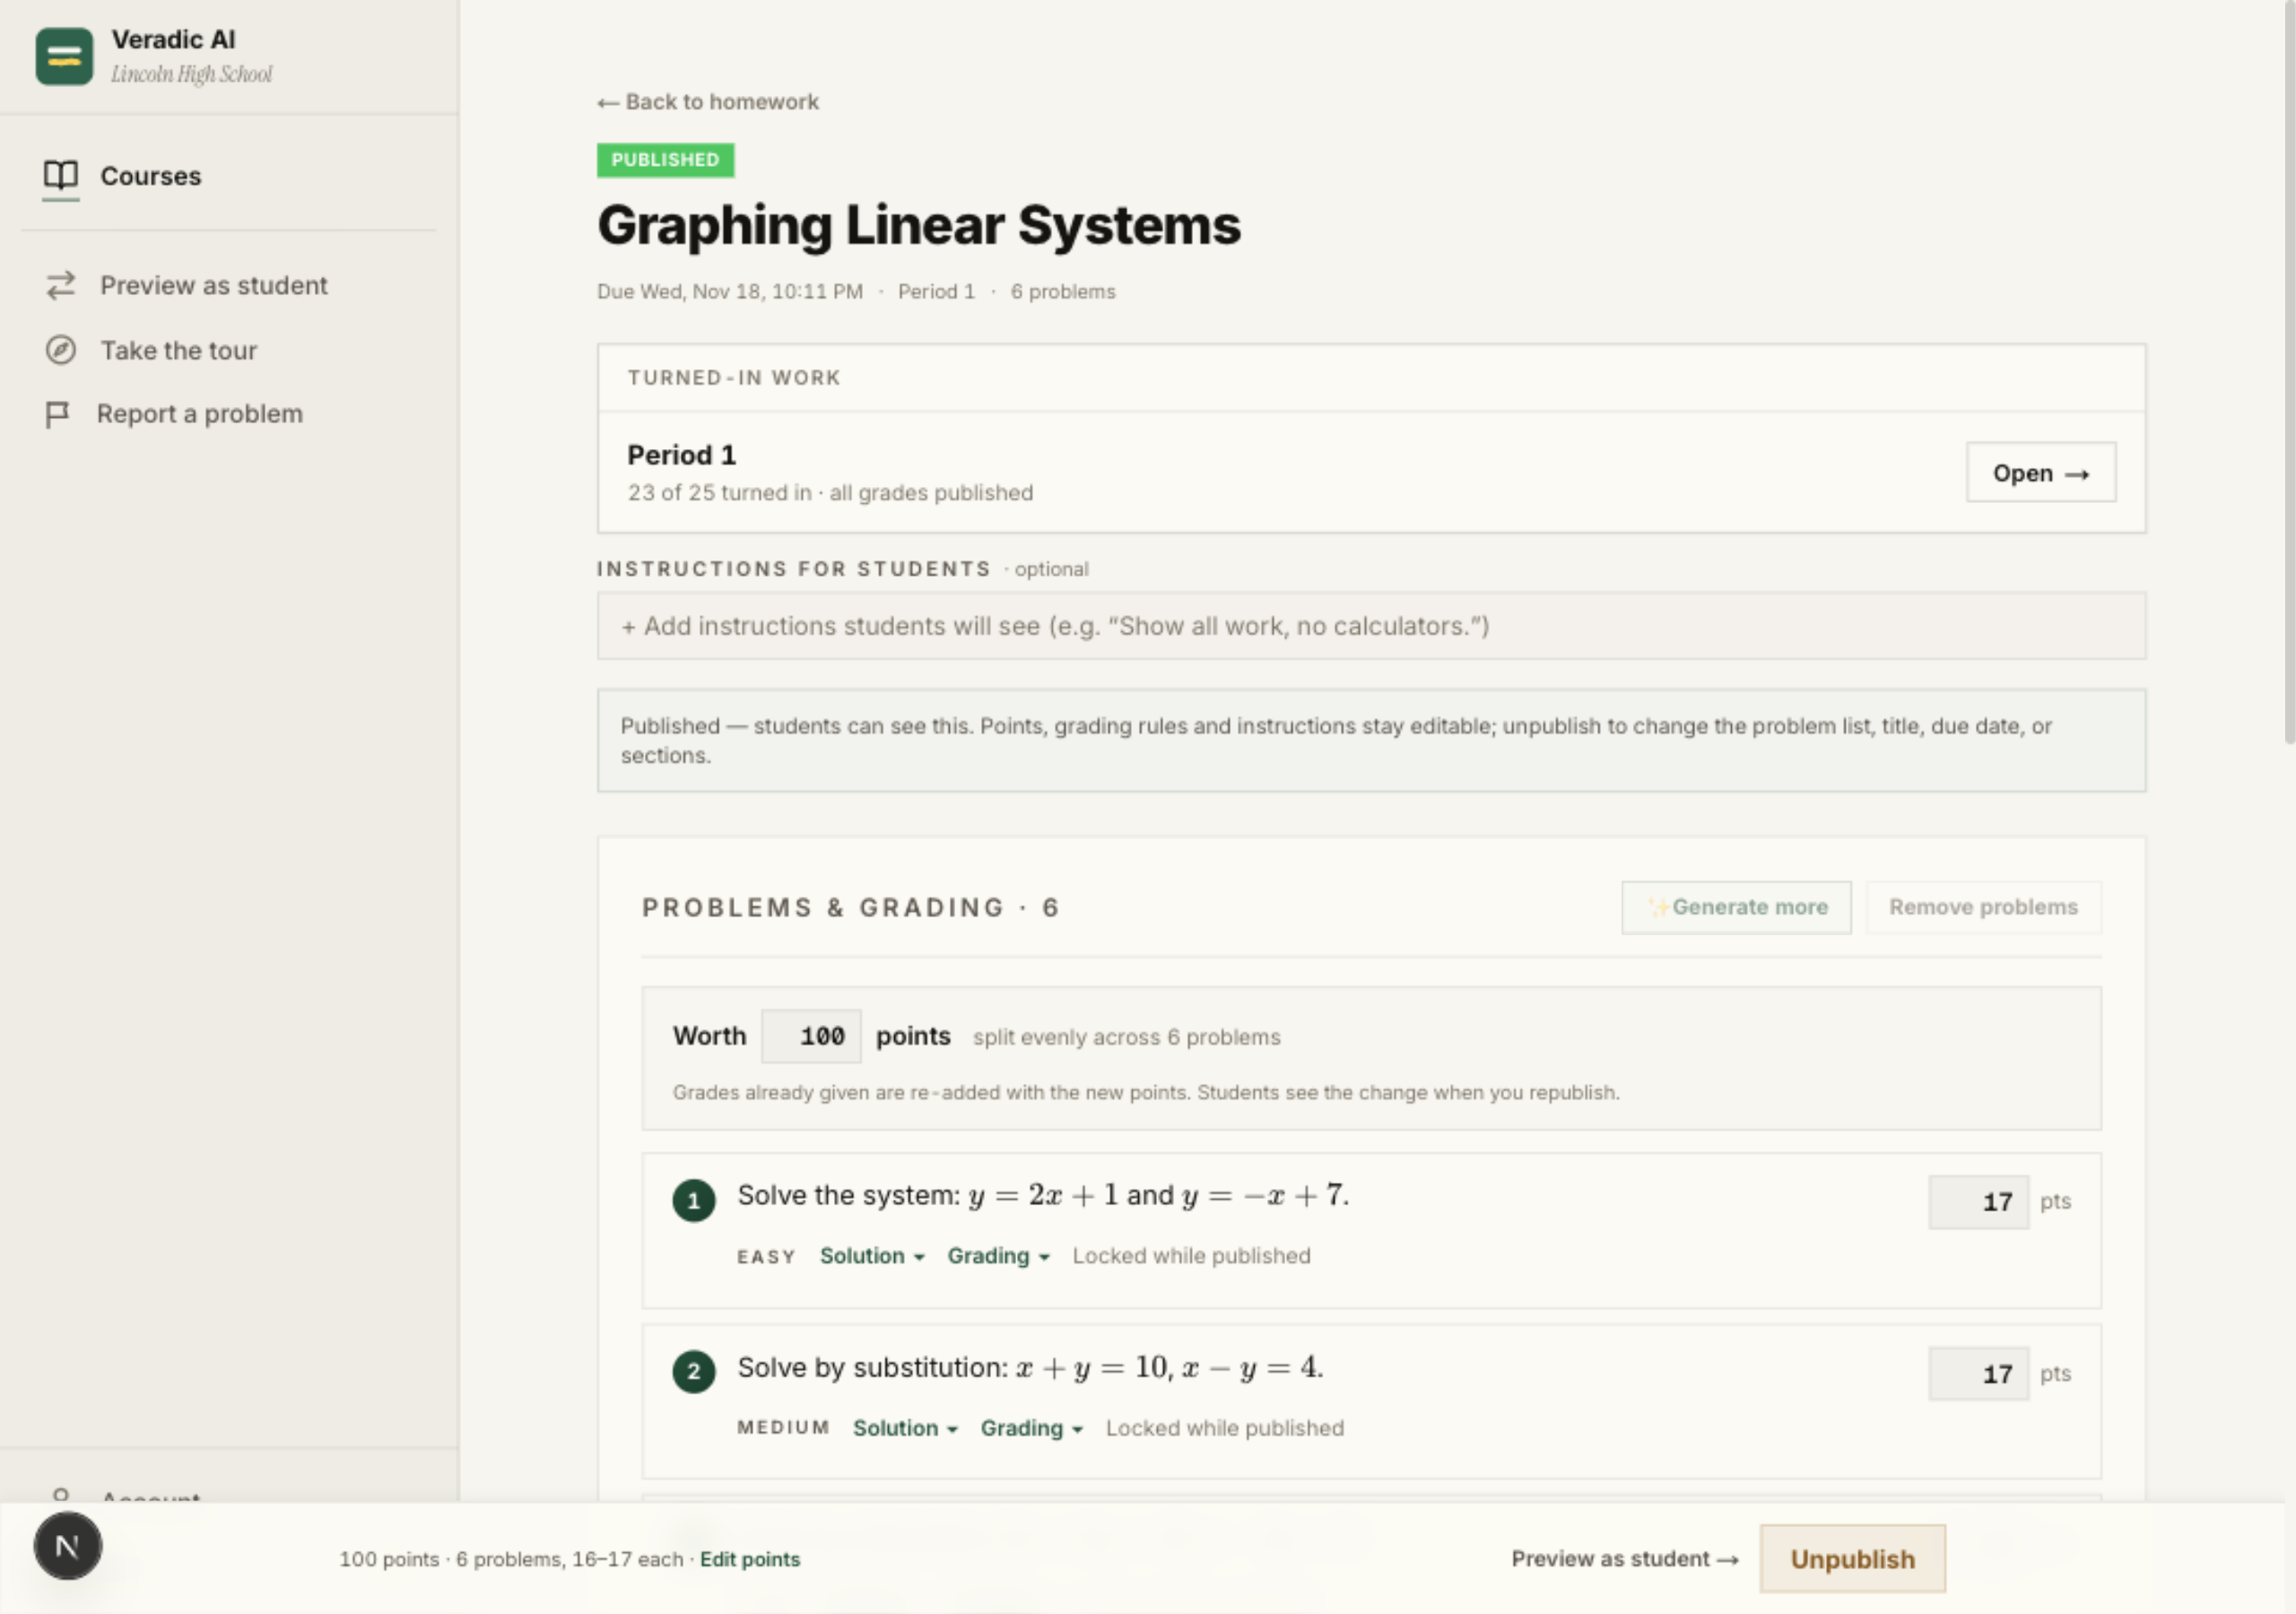 Veradic AI
Lincoln High School
Courses
Preview as student
Take the tour
Report a problem
Account
← Back to homework
PUBLISHED
Graphing Linear Systems
Due Wed, Nov 18, 10:11 PM · Period 1 · 6 problems
TURNED-IN WORK
Period 1
23 of 25 turned in · all grades published
Open →
INSTRUCTIONS FOR STUDENTS · optional
+ Add instructions students will see (e.g. “Show all work, no calculators.”)
Published — students can see this. Points, grading rules and instructions stay editable; unpublish to change the problem list, title, due date, or
sections.
PROBLEMS & GRADING · 6
✨Generate more
Remove problems
Worth 100 points split evenly across 6 problems
Grades already given are re-added with the new points. Students see the change when you republish.
1 Solve the system: y = 2x + 1 and y = −x + 7. 17 pts
EASY Solution ▾ Grading ▾ Locked while published
2 Solve by substitution: x + y = 10, x − y = 4. 17 pts
MEDIUM Solution ▾ Grading ▾ Locked while published
N
100 points · 6 problems, 16–17 each · Edit points
Preview as student →
Unpublish